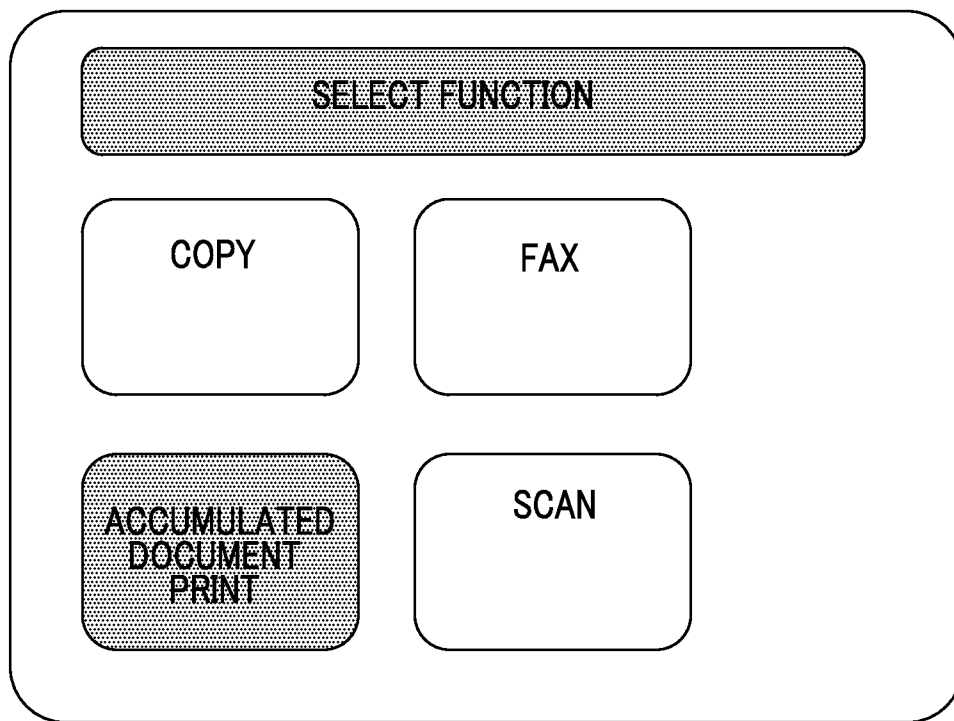 SELECT FUNCTION
COPY
FAX
ACCUMULATED
DOCUMENT
PRINT
SCAN